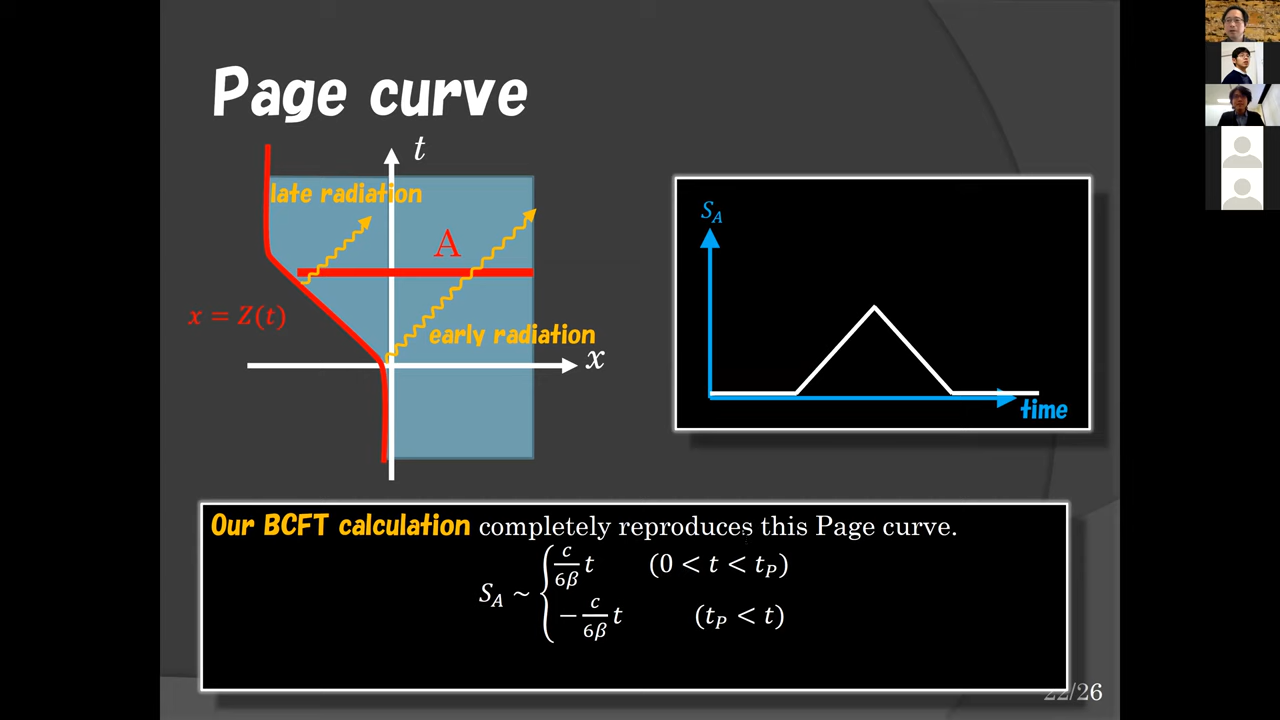 Page curve
t
late radiation
A
x = Z(t)
early radiation
x
S_A
time
Our BCFT calculation completely reproduces this Page curve.
S_A ~ { c/6β t (0 < t < t_P)
− c/6β t (t_P < t)
22/26